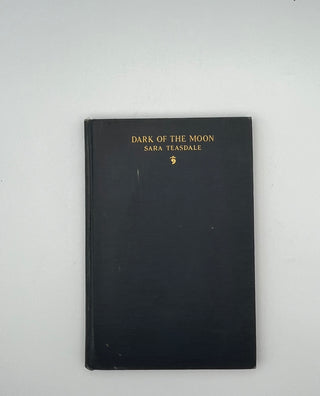 DARK OF THE MOON
SARA TEASDALE